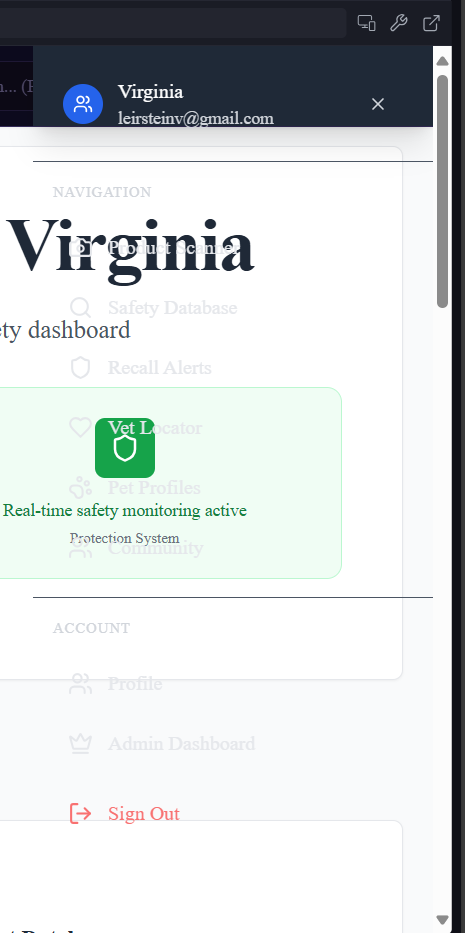 n... (F
Virginia
leirsteinv@gmail.com
NAVIGATION
Virginia
Product Scanner
Safety Database
ety dashboard
Recall Alerts
Vet Locator
Pet Profiles
Real-time safety monitoring active
Protection System
Community
ACCOUNT
Profile
Admin Dashboard
Sign Out